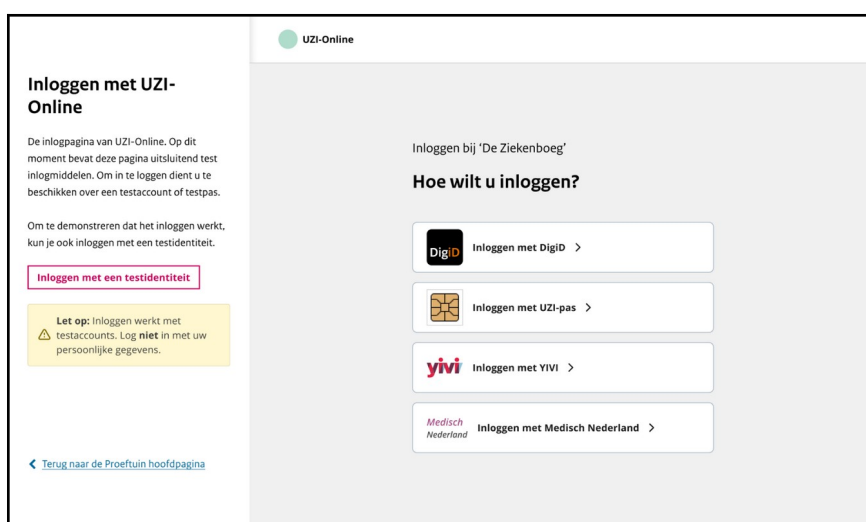 UZI-Online
Inloggen met UZI-
Online
De inlogpagina van UZI-Online. Op dit
moment bevat deze pagina uitsluitend test
inlogmiddelen. Om in te loggen dient u te
beschikken over een testaccount of testpas.
Om te demonstreren dat het inloggen werkt,
kun je ook inloggen met een testidentiteit.
Inloggen met een testidentiteit
Let op: Inloggen werkt met
testaccounts. Log niet in met uw
persoonlijke gegevens.
Terug naar de Proeftuin hoofdpagina
Inloggen bij ‘De Ziekenboeg’
Hoe wilt u inloggen?
DigiD
Inloggen met DigiD
Inloggen met UZI-pas
yivi
Inloggen met YIVI
Medisch
Nederland
Inloggen met Medisch Nederland